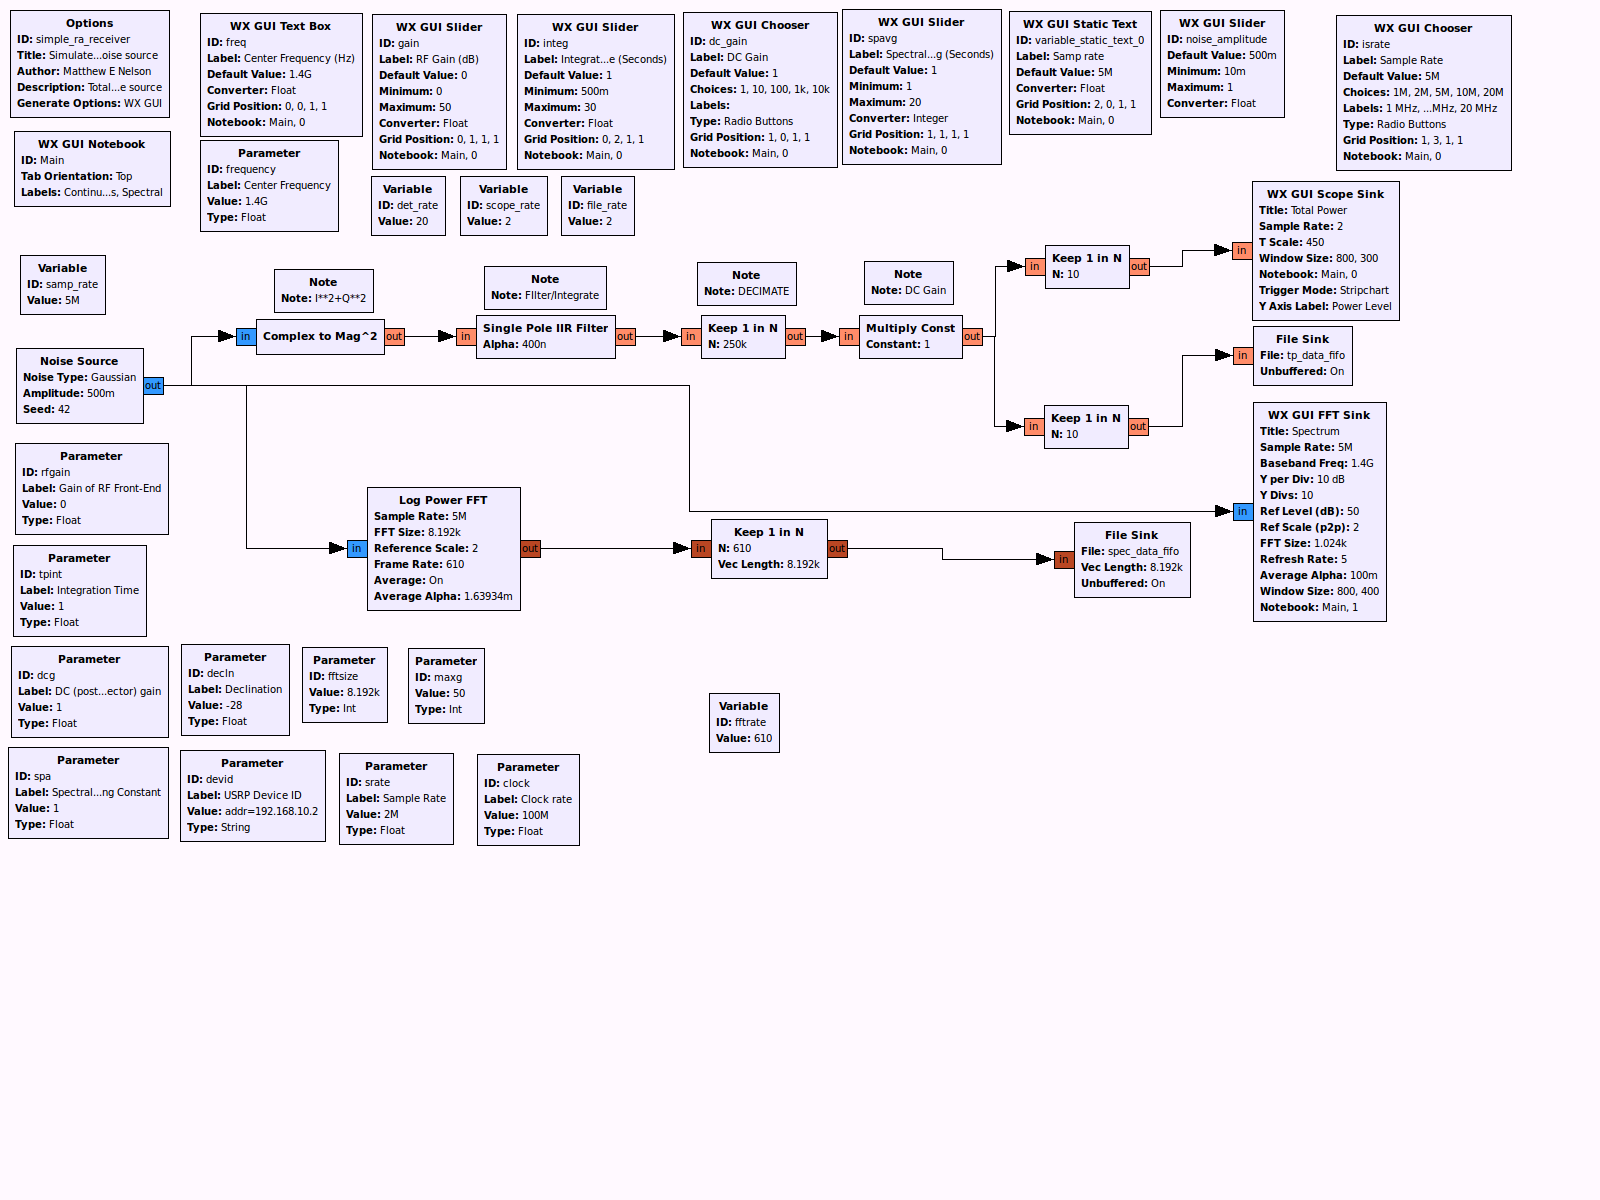 Options
ID: simple_ra_receiver
Title: Simulate...oise source
Author: Matthew E Nelson
Description: Total...e source
Generate Options: WX GUI
WX GUI Text Box
ID: freq
Label: Center Frequency (Hz)
Default Value: 1.4G
Converter: Float
Grid Position: 0, 0, 1, 1
Notebook: Main, 0
WX GUI Slider
ID: gain
Label: RF Gain (dB)
Default Value: 0
Minimum: 0
Maximum: 50
Converter: Float
Grid Position: 0, 1, 1, 1
Notebook: Main, 0
WX GUI Slider
ID: integ
Label: Integrat...e (Seconds)
Default Value: 1
Minimum: 500m
Maximum: 30
Converter: Float
Grid Position: 0, 2, 1, 1
Notebook: Main, 0
WX GUI Chooser
ID: dc_gain
Label: DC Gain
Default Value: 1
Choices: 1, 10, 100, 1k, 10k
Labels:
Type: Radio Buttons
Grid Position: 1, 0, 1, 1
Notebook: Main, 0
WX GUI Slider
ID: spavg
Label: Spectral...g (Seconds)
Default Value: 1
Minimum: 1
Maximum: 20
Converter: Integer
Grid Position: 1, 1, 1, 1
Notebook: Main, 0
WX GUI Static Text
ID: variable_static_text_0
Label: Samp rate
Default Value: 5M
Converter: Float
Grid Position: 2, 0, 1, 1
Notebook: Main, 0
WX GUI Slider
ID: noise_amplitude
Default Value: 500m
Minimum: 10m
Maximum: 1
Converter: Float
WX GUI Chooser
ID: israte
Label: Sample Rate
Default Value: 5M
Choices: 1M, 2M, 5M, 10M, 20M
Labels: 1 MHz, ...MHz, 20 MHz
Type: Radio Buttons
Grid Position: 1, 3, 1, 1
Notebook: Main, 0
WX GUI Notebook
ID: Main
Tab Orientation: Top
Labels: Continu...s, Spectral
Parameter
ID: frequency
Label: Center Frequency
Value: 1.4G
Type: Float
Variable
ID: det_rate
Value: 20
Variable
ID: scope_rate
Value: 2
Variable
ID: file_rate
Value: 2
WX GUI Scope Sink
Title: Total Power
Sample Rate: 2
T Scale: 450
Window Size: 800, 300
Notebook: Main, 0
Trigger Mode: Stripchart
Y Axis Label: Power Level
in
Variable
ID: samp_rate
Value: 5M
Note
Note: I**2+Q**2
Note
Note: FIlter/Integrate
Note
Note: DECIMATE
Note
Note: DC Gain
in
Keep 1 in N
N: 10
out
in
Complex to Mag^2
out
in
Single Pole IIR Filter
Alpha: 400n
out
in
Keep 1 in N
N: 250k
out
in
Multiply Const
Constant: 1
out
in
File Sink
File: tp_data_fifo
Unbuffered: On
Noise Source
Noise Type: Gaussian
Amplitude: 500m
Seed: 42
out
in
Keep 1 in N
N: 10
out
WX GUI FFT Sink
Title: Spectrum
Sample Rate: 5M
Baseband Freq: 1.4G
Y per Div: 10 dB
Y Divs: 10
Ref Level (dB): 50
Ref Scale (p2p): 2
FFT Size: 1.024k
Refresh Rate: 5
Average Alpha: 100m
Window Size: 800, 400
Notebook: Main, 1
in
Parameter
ID: rfgain
Label: Gain of RF Front-End
Value: 0
Type: Float
in
Log Power FFT
Sample Rate: 5M
FFT Size: 8.192k
Reference Scale: 2
Frame Rate: 610
Average: On
Average Alpha: 1.63934m
out
in
Keep 1 in N
N: 610
Vec Length: 8.192k
out
in
File Sink
File: spec_data_fifo
Vec Length: 8.192k
Unbuffered: On
Parameter
ID: tpint
Label: Integration Time
Value: 1
Type: Float
Parameter
ID: dcg
Label: DC (post...ector) gain
Value: 1
Type: Float
Parameter
ID: decln
Label: Declination
Value: -28
Type: Float
Parameter
ID: fftsize
Value: 8.192k
Type: Int
Parameter
ID: maxg
Value: 50
Type: Int
Variable
ID: fftrate
Value: 610
Parameter
ID: spa
Label: Spectral...ng Constant
Value: 1
Type: Float
Parameter
ID: devid
Label: USRP Device ID
Value: addr=192.168.10.2
Type: String
Parameter
ID: srate
Label: Sample Rate
Value: 2M
Type: Float
Parameter
ID: clock
Label: Clock rate
Value: 100M
Type: Float